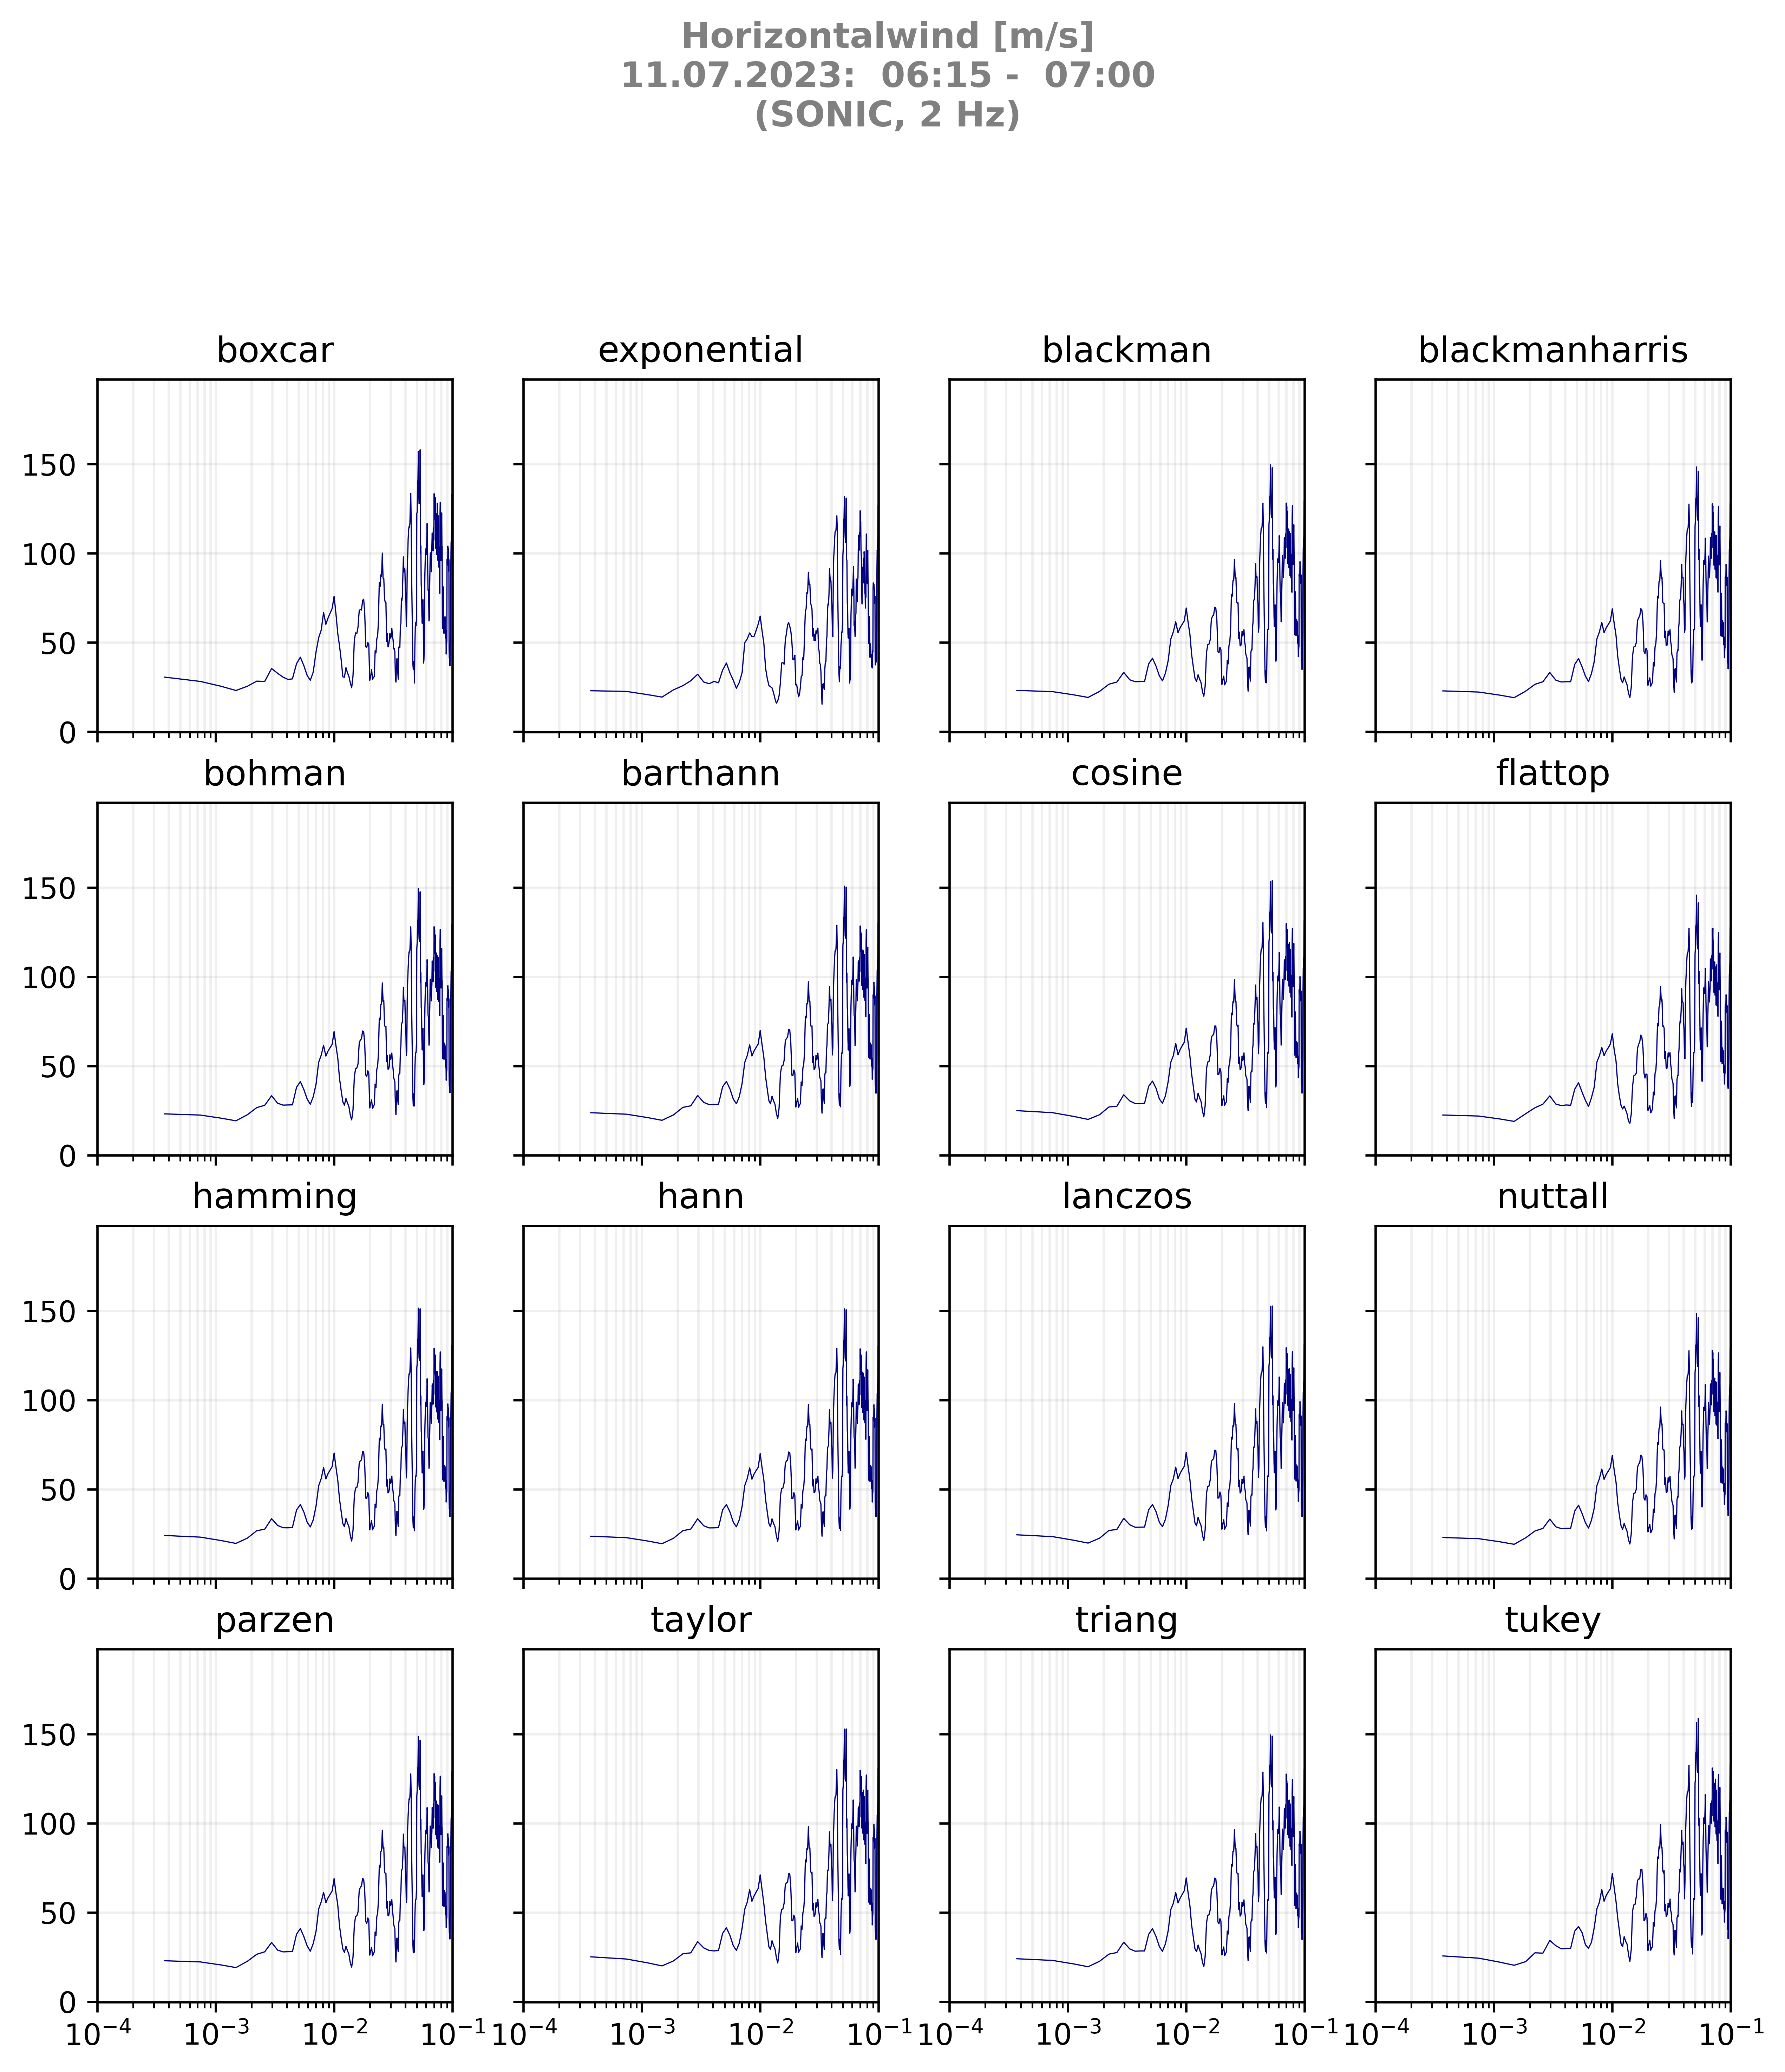 Horizontalwind [m/s]
11.07.2023:  06:15 -  07:00
(SONIC, 2 Hz)
boxcar exponential blackman blackmanharris
150
100
50
0
bohman barthann cosine flattop
150
100
50
0
hamming hann lanczos nuttall
150
100
50
0
parzen taylor triang tukey
150
100
50
0
10⁻⁴ 10⁻³ 10⁻² 10⁻¹ 10⁻⁴ 10⁻³ 10⁻² 10⁻¹ 10⁻⁴ 10⁻³ 10⁻² 10⁻¹ 10⁻⁴ 10⁻³ 10⁻² 10⁻¹